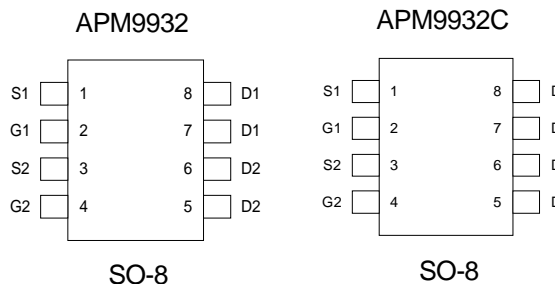 APM9932
S1 1 8 D1
G1 2 7 D1
S2 3 6 D2
G2 4 5 D2
SO-8
APM9932C
S1 1 8 D
G1 2 7 D
S2 3 6 D
G2 4 5 D
SO-8